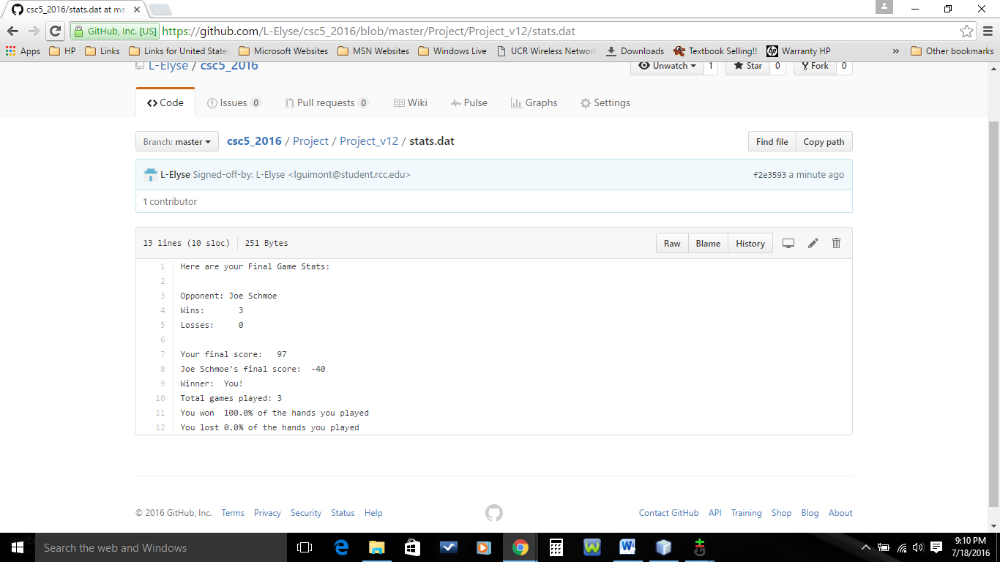 csc5_2016/stats.dat at ma
GitHub, Inc. [US] https://github.com/L-Elyse/csc5_2016/blob/master/Project/Project_v12/stats.dat
Apps HP Links Links for United State Microsoft Websites MSN Websites Windows Live UCR Wireless Networ Downloads Textbook Selling!! Warranty HP » Other bookmarks
L-Elyse / csc5_2016 Unwatch 1 Star 0 Fork 0
Code Issues 0 Pull requests 0 Wiki Pulse Graphs Settings
Branch: master csc5_2016 / Project / Project_v12 / stats.dat Find file Copy path
L-Elyse Signed-off-by: L-Elyse <lguimont@student.rcc.edu> f2e3593 a minute ago
1 contributor
13 lines (10 sloc) 251 Bytes Raw Blame History
1 Here are your Final Game Stats:
2
3 Opponent: Joe Schmoe
4 Wins: 3
5 Losses: 0
6
7 Your final score: 97
8 Joe Schmoe's final score: -40
9 Winner: You!
10 Total games played: 3
11 You won 100.0% of the hands you played
12 You lost 0.0% of the hands you played
© 2016 GitHub, Inc. Terms Privacy Security Status Help Contact GitHub API Training Shop Blog About
Search the web and Windows 9:10 PM
7/18/2016